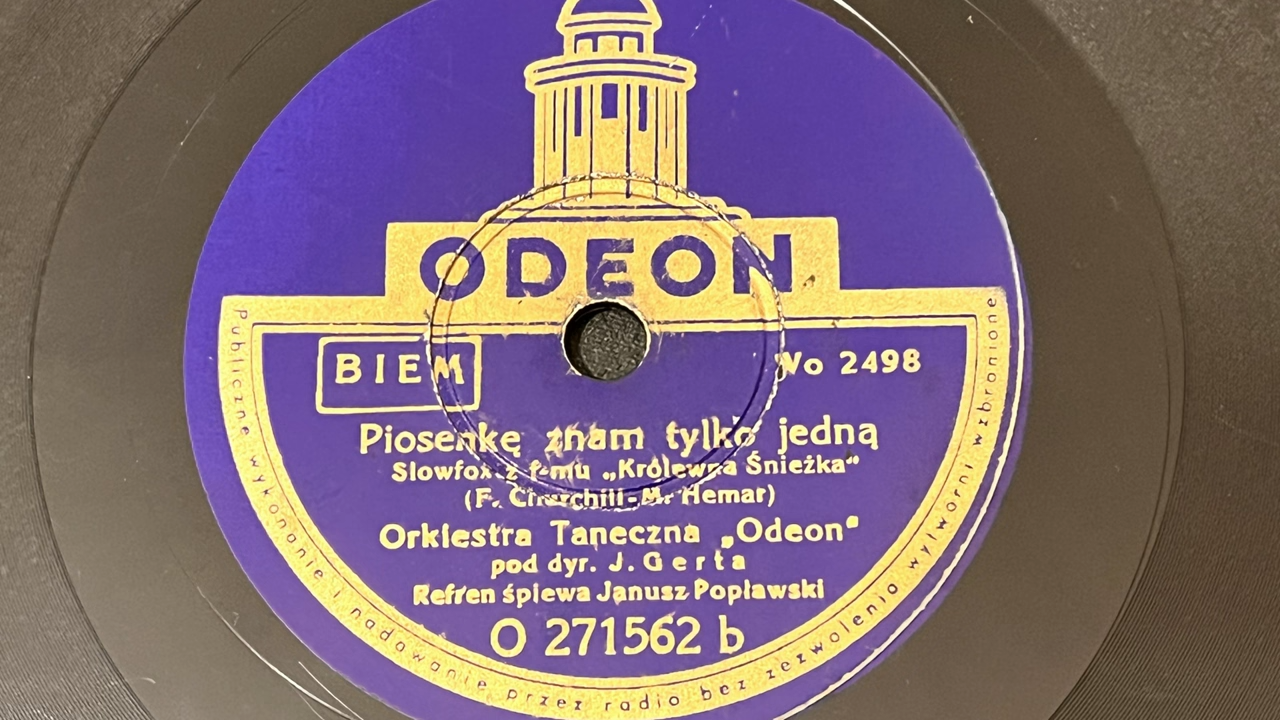 ODEON
BIEM
Wo 2498
Piosenkę znam tylko jedną
Slowfox z f-mu „Królewna Śnieżka“
(F. Churchill - M. Hemar)
Orkiestra Taneczna „Odeon“
pod dyr. J. Gerta
Refren śpiewa Janusz Popławski
O 271562 b
Publiczne wykonanie i nadawanie przez radio bez zezwolenia wytwórni wzbronione